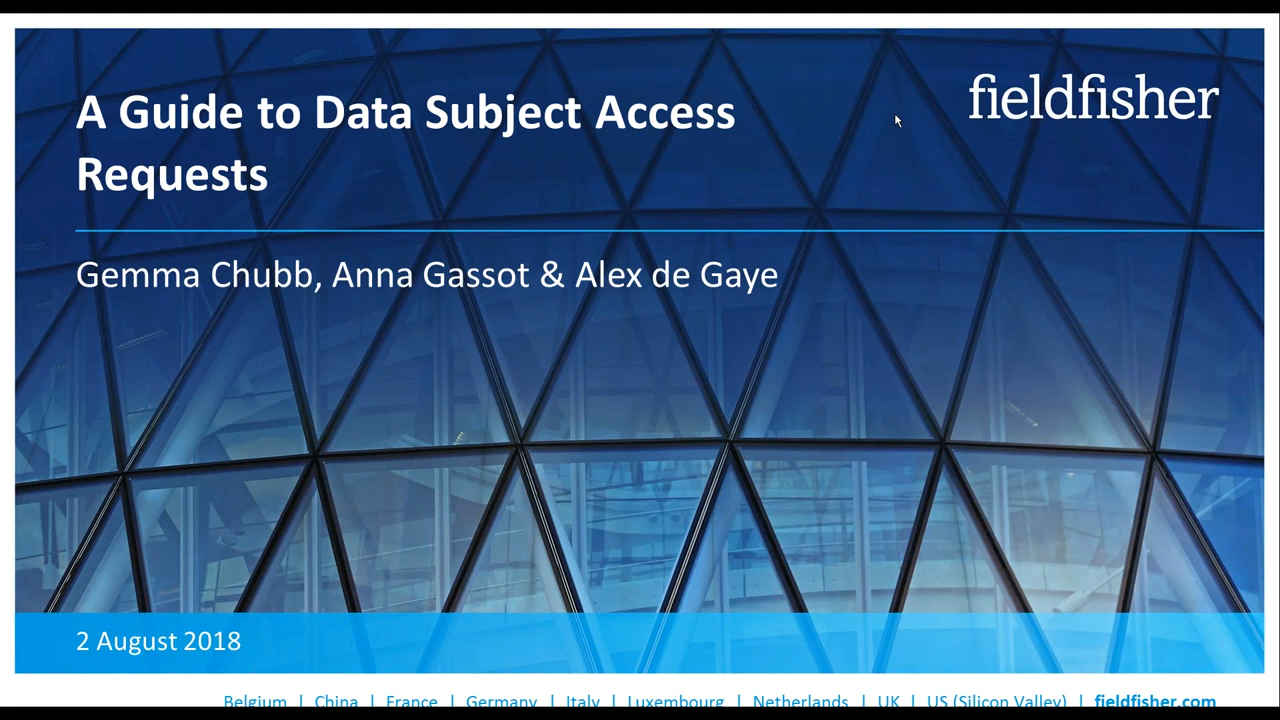 A Guide to Data Subject Access
Requests
fieldfisher
Gemma Chubb, Anna Gassot & Alex de Gaye
2 August 2018
Belgium | China | France | Germany | Italy | Luxembourg | Netherlands | UK | US (Silicon Valley) | fieldfisher.com